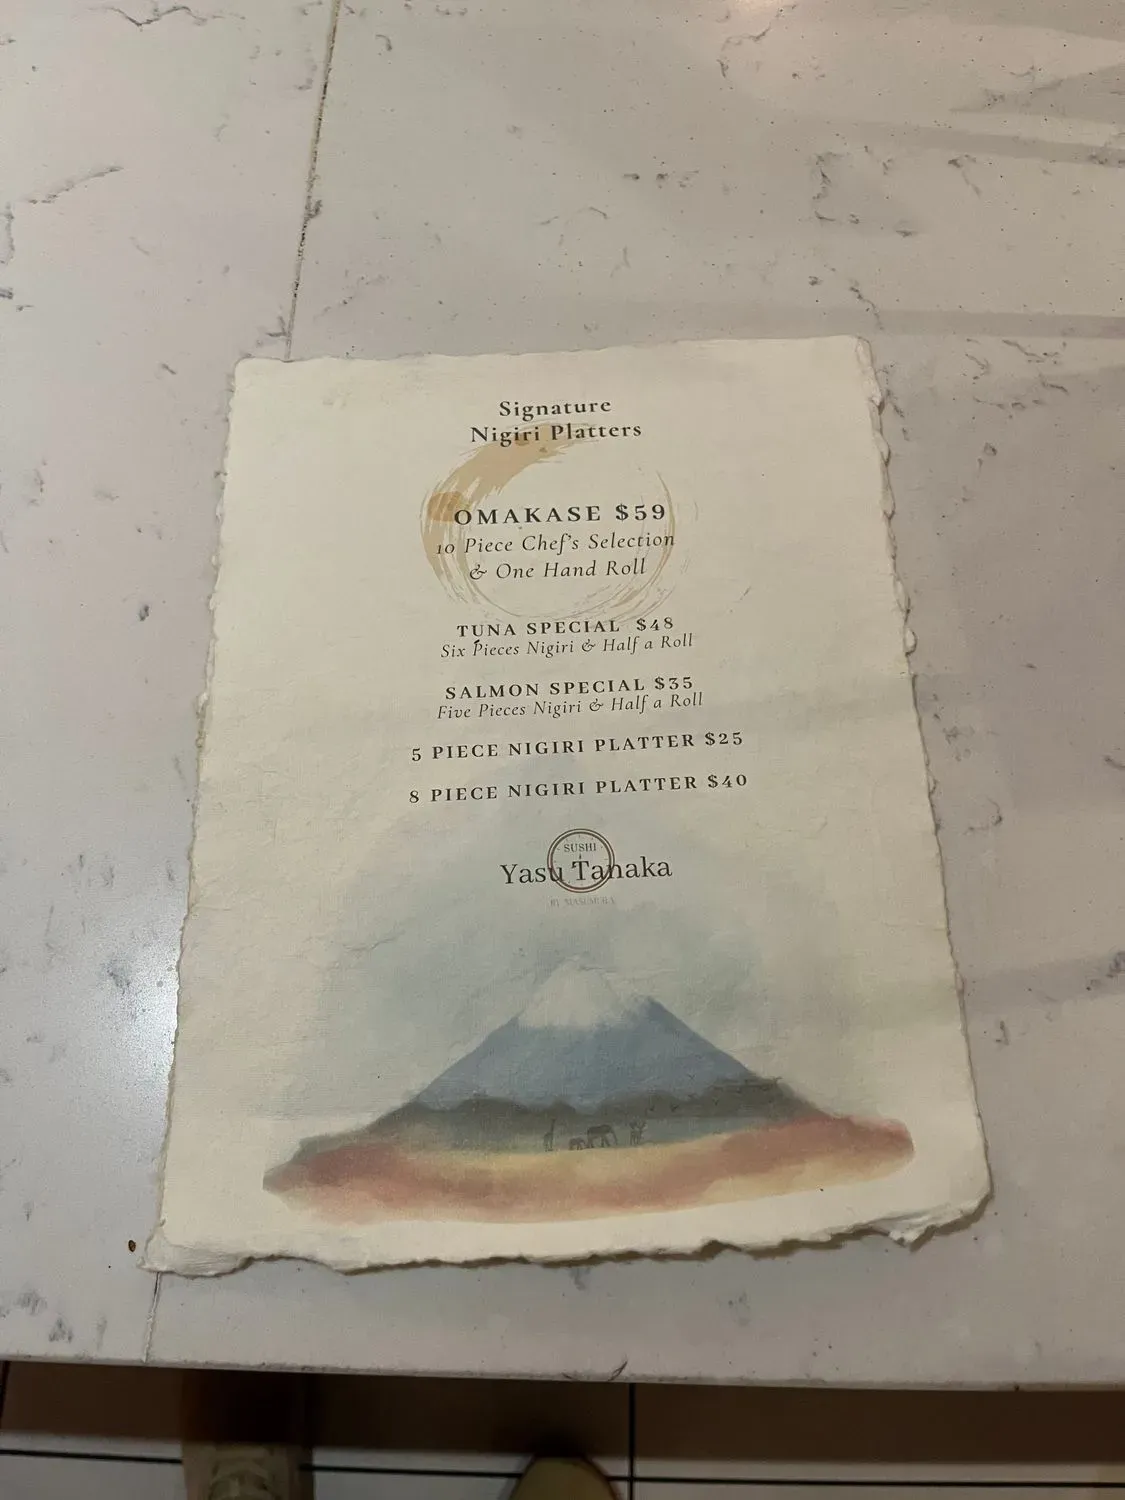 Signature
Nigiri Platters
OMAKASE $59
10 Piece Chef's Selection
& One Hand Roll
TUNA SPECIAL $48
Six Pieces Nigiri & Half a Roll
SALMON SPECIAL $35
Five Pieces Nigiri & Half a Roll
5 PIECE NIGIRI PLATTER $25
8 PIECE NIGIRI PLATTER $40
SUSHI
Yasu Tanaka
BY MASUMURA